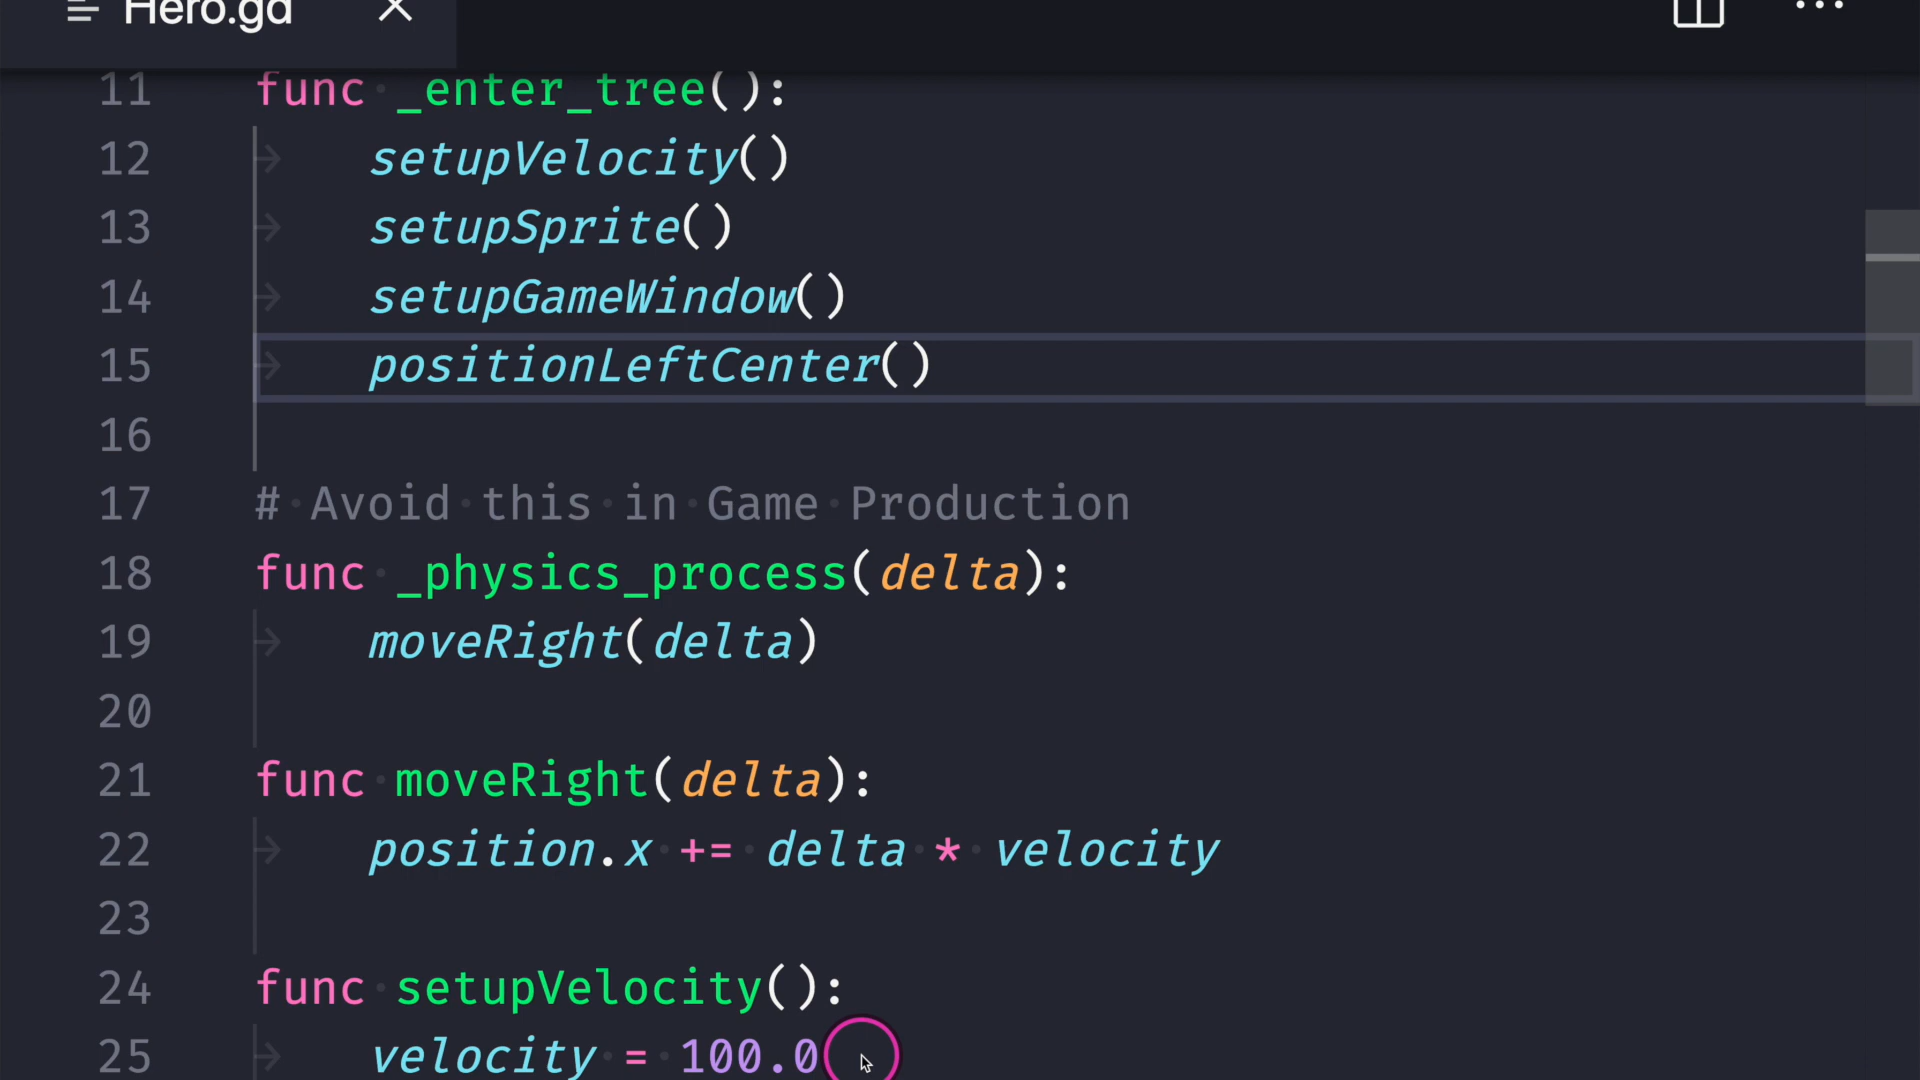 Hero.gd
11 func _enter_tree():
12 setupVelocity()
13 setupSprite()
14 setupGameWindow()
15 positionLeftCenter()
16
17 # Avoid this in Game Production
18 func _physics_process(delta):
19 moveRight(delta)
20
21 func moveRight(delta):
22 position.x += delta * velocity
23
24 func setupVelocity():
25 velocity = 100.0